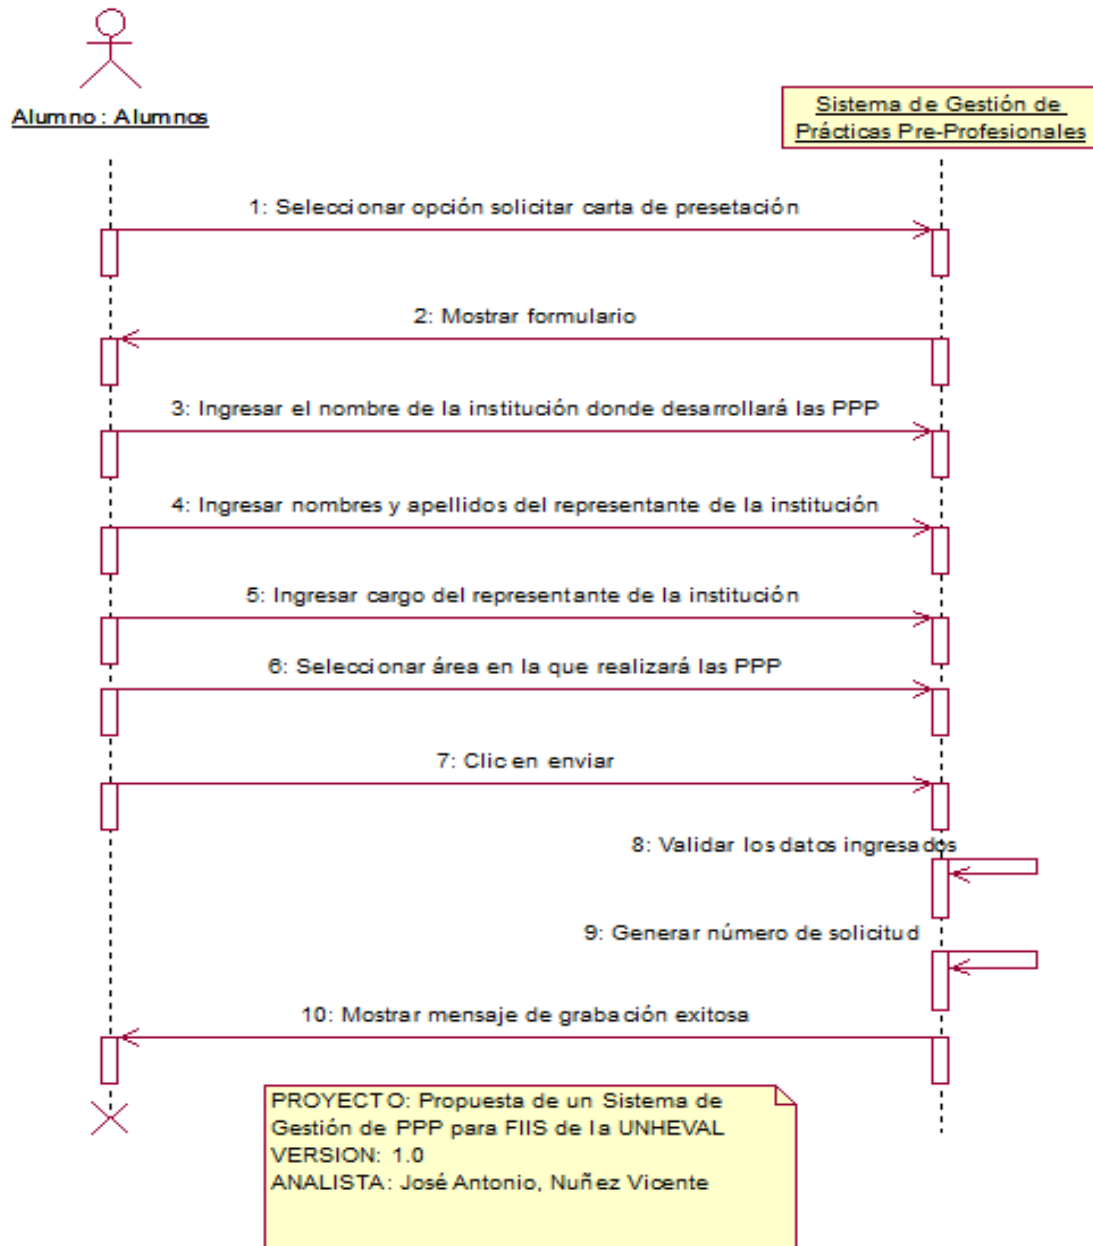 Alumno : Alumnos
Sistema de Gestión de
Prácticas Pre-Profesionales
1: Seleccionar opción solicitar carta de presetación
2: Mostrar formulario
3: Ingresar el nombre de la institución donde desarrollará las PPP
4: Ingresar nombres y apellidos del representante de la institución
5: Ingresar cargo del representante de la institución
6: Seleccionar área en la que realizará las PPP
7: Clic en enviar
8: Validar los datos ingresados
9: Generar número de solicitud
10: Mostrar mensaje de grabación exitosa
PROYECTO: Propuesta de un Sistema de
Gestión de PPP para FIIS de la UNHEVAL
VERSION: 1.0
ANALISTA: José Antonio, Nuñez Vicente